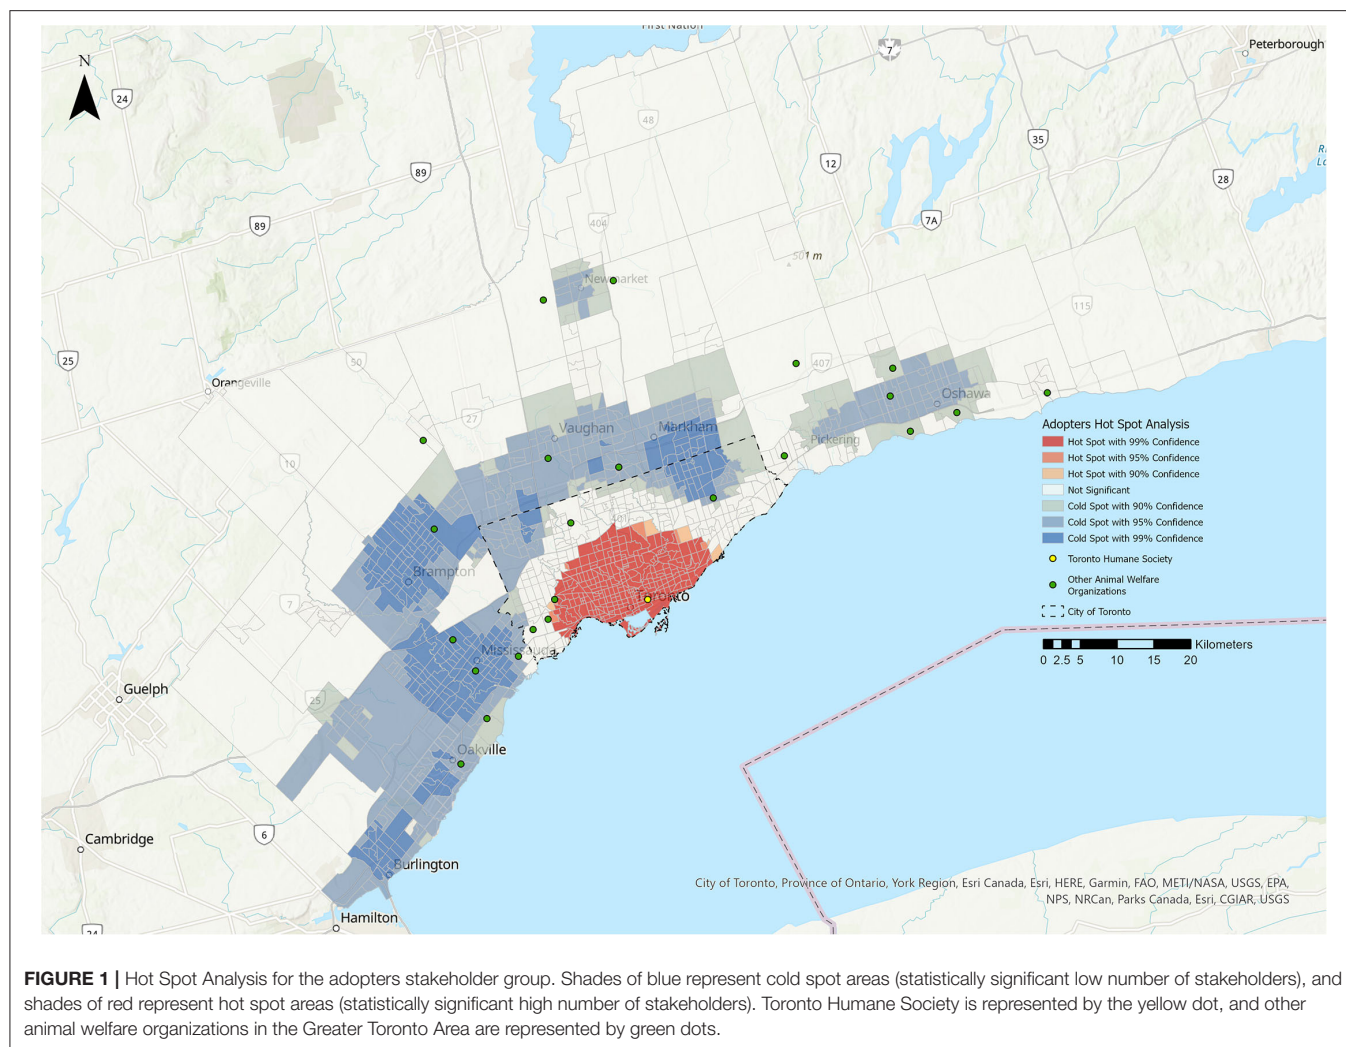 First Nation
Peterborough
N
24
7
48
35
R
L
89
12
28
89
7A
404
501 m
Newmarket
115
25
50
407
Orangeville
27
Oshawa
Vaughan
Markham
Pickering
10
401
Brampton
7
Toronto
Mississauga
Guelph
25
Oakville
Cambridge
6
Burlington
Hamilton
24
Adopters Hot Spot Analysis
Hot Spot with 99% Confidence
Hot Spot with 95% Confidence
Hot Spot with 90% Confidence
Not Significant
Cold Spot with 90% Confidence
Cold Spot with 95% Confidence
Cold Spot with 99% Confidence
Toronto Humane Society
Other Animal Welfare
Organizations
City of Toronto
Kilometers
0 2.5 5 10 15 20
City of Toronto, Province of Ontario, York Region, Esri Canada, Esri, HERE, Garmin, FAO, METI/NASA, USGS, EPA,
NPS, NRCan, Parks Canada, Esri, CGIAR, USGS
FIGURE 1 | Hot Spot Analysis for the adopters stakeholder group. Shades of blue represent cold spot areas (statistically significant low number of stakeholders), and
shades of red represent hot spot areas (statistically significant high number of stakeholders). Toronto Humane Society is represented by the yellow dot, and other
animal welfare organizations in the Greater Toronto Area are represented by green dots.